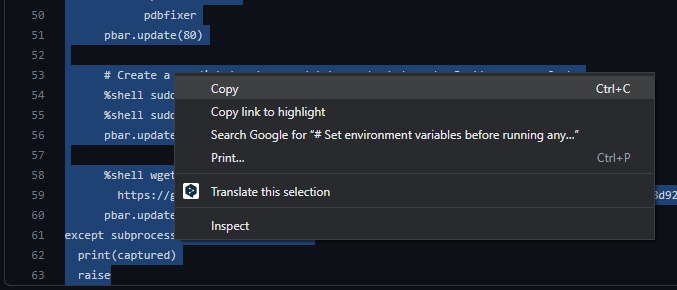 50 pdbfixer
51 pbar.update(80)
52
53 # Create a
54 %shell sudo
55 %shell sudo
56 pbar.update
57
58 %shell wget
59 https://g 3d92
60 pbar.update
61 except subprocess
62 print(captured)
63 raise
Copy Ctrl+C
Copy link to highlight
Search Google for “# Set environment variables before running any...”
Print... Ctrl+P
Translate this selection
Inspect